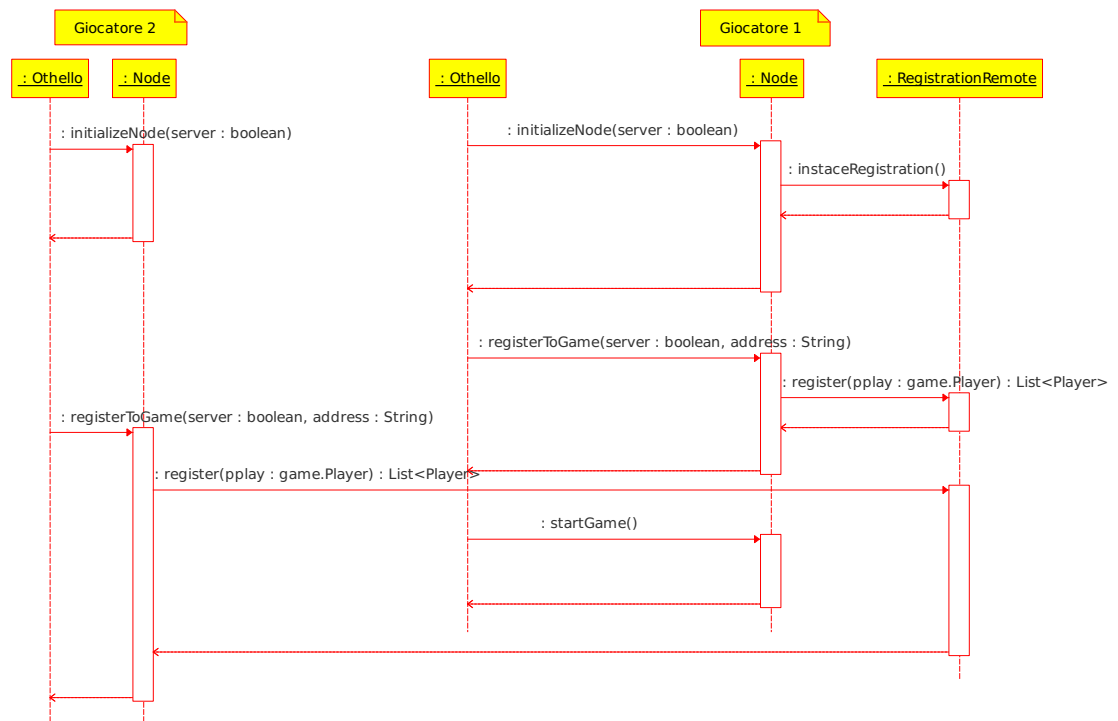 Giocatore 2
Giocatore 1
: Othello
: Node
: Othello
: Node
: RegistrationRemote
: initializeNode(server : boolean)
: initializeNode(server : boolean)
: instaceRegistration()
: registerToGame(server : boolean, address : String)
: register(pplay : game.Player) : List<Player>
: registerToGame(server : boolean, address : String)
: register(pplay : game.Player) : List<Player>
: startGame()